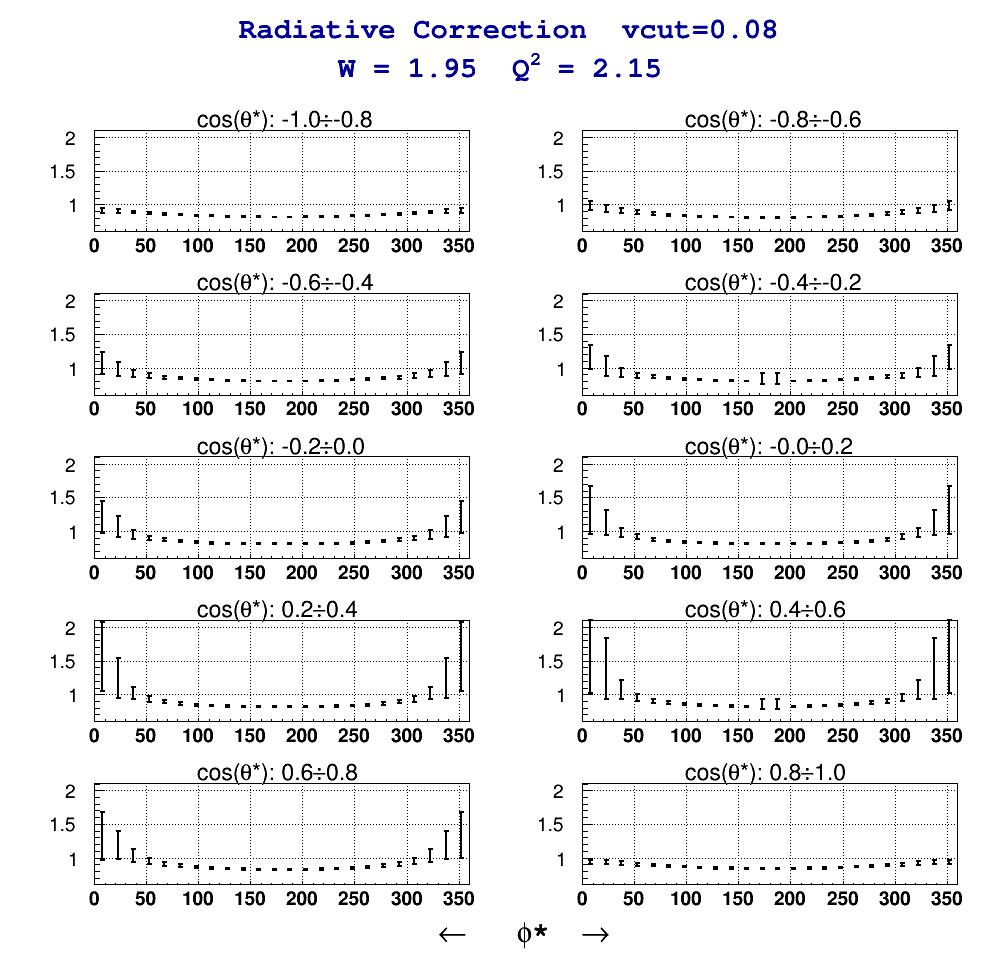 Radiative Correction vcut=0.08
W = 1.95 Q² = 2.15
cos(θ*): -1.0÷-0.8
2
1.5
1
0 50 100 150 200 250 300 350
cos(θ*): -0.8÷-0.6
2
1.5
1
0 50 100 150 200 250 300 350
cos(θ*): -0.6÷-0.4
2
1.5
1
0 50 100 150 200 250 300 350
cos(θ*): -0.4÷-0.2
2
1.5
1
0 50 100 150 200 250 300 350
cos(θ*): -0.2÷0.0
2
1.5
1
0 50 100 150 200 250 300 350
cos(θ*): -0.0÷0.2
2
1.5
1
0 50 100 150 200 250 300 350
cos(θ*): 0.2÷0.4
2
1.5
1
0 50 100 150 200 250 300 350
cos(θ*): 0.4÷0.6
2
1.5
1
0 50 100 150 200 250 300 350
cos(θ*): 0.6÷0.8
2
1.5
1
0 50 100 150 200 250 300 350
cos(θ*): 0.8÷1.0
2
1.5
1
0 50 100 150 200 250 300 350
← ϕ* →